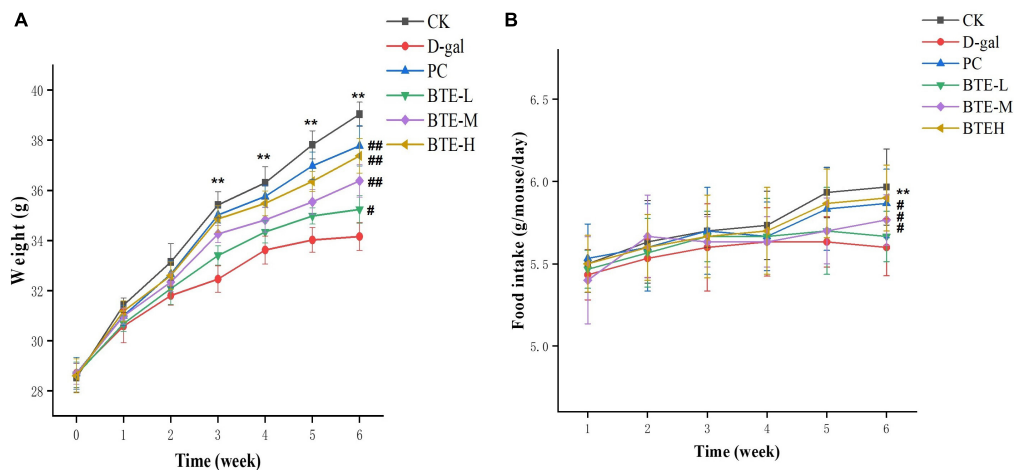 A
CK
D-gal
PC
BTE-L
BTE-M
BTE-H
40
38
36
34
32
30
28
W eight (g)
**
**
**
**
##
##
##
#
0 1 2 3 4 5 6
Time (week)
B
CK
D-gal
PC
BTE-L
BTE-M
BTEH
6.5
6.0
5.5
5.0
Food intake (g/mouse/day)
**
#
#
#
1 2 3 4 5 6
Time (week)